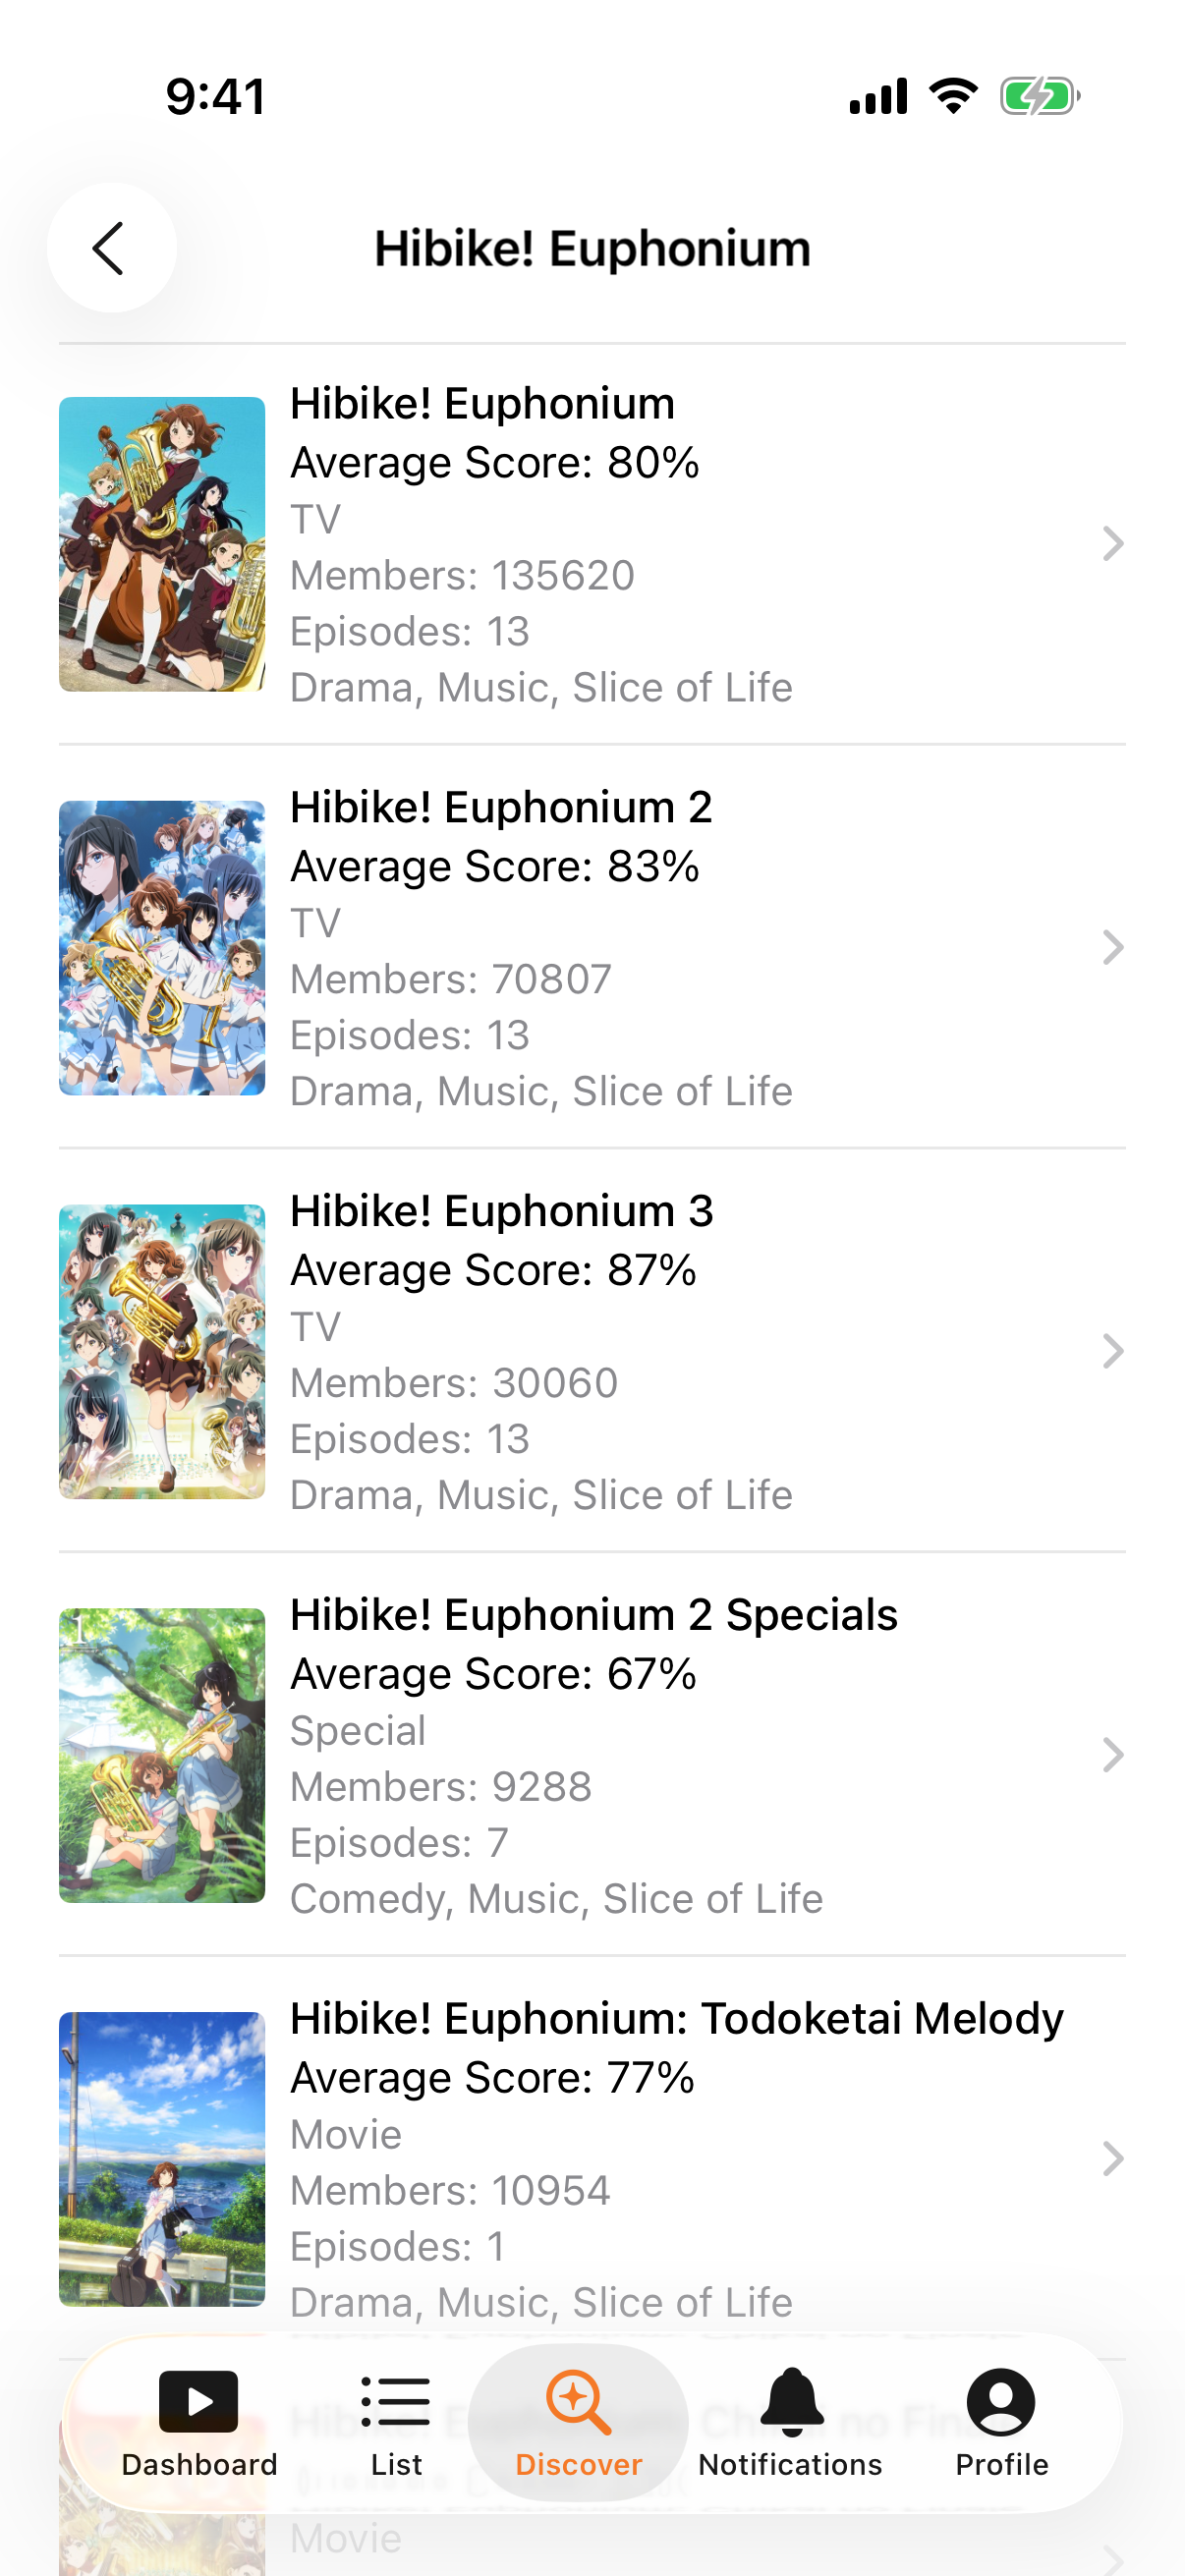 9:41
Hibike! Euphonium
Hibike! Euphonium
Average Score: 80%
TV
Members: 135620
Episodes: 13
Drama, Music, Slice of Life
Hibike! Euphonium 2
Average Score: 83%
TV
Members: 70807
Episodes: 13
Drama, Music, Slice of Life
Hibike! Euphonium 3
Average Score: 87%
TV
Members: 30060
Episodes: 13
Drama, Music, Slice of Life
1
Hibike! Euphonium 2 Specials
Average Score: 67%
Special
Members: 9288
Episodes: 7
Comedy, Music, Slice of Life
Hibike! Euphonium: Todoketai Melody
Average Score: 77%
Movie
Members: 10954
Episodes: 1
Drama, Music, Slice of Life
Dashboard
List
Discover
Notifications
Profile
Movie